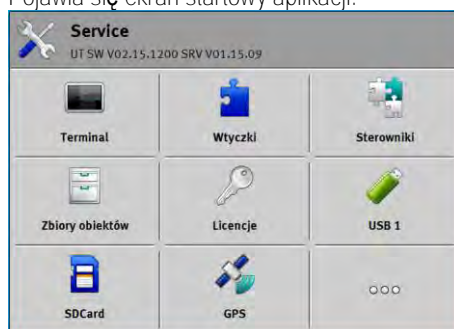 Pojawia się ekran startowy aplikacji.
Service
UT SW V02.15.1200 SRV V01.15.09
Terminal
Wtyczki
Sterowniki
Zbiory obiektów
Licencje
USB 1
SDCard
GPS